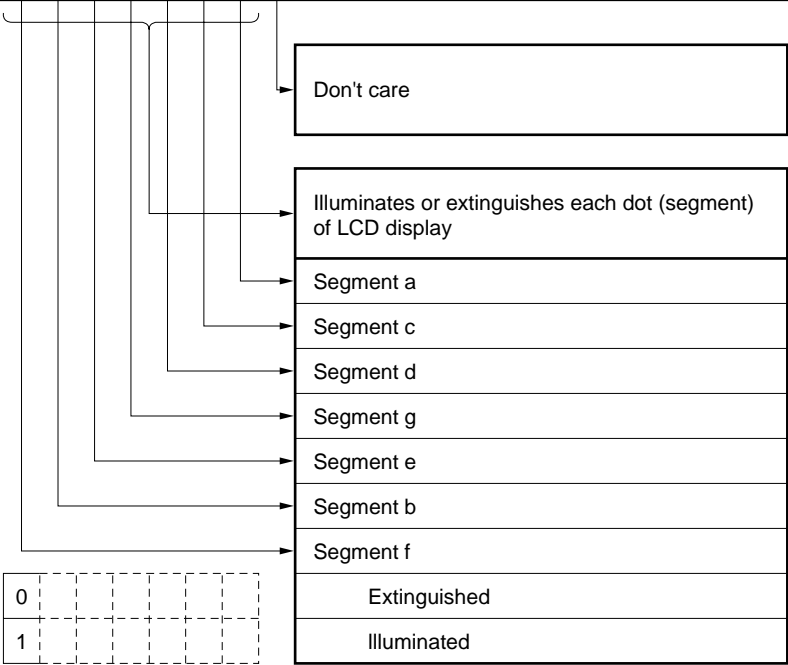 Don't care
Illuminates or extinguishes each dot (segment)
of LCD display
Segment a
Segment c
Segment d
Segment g
Segment e
Segment b
Segment f
0 Extinguished
1 Illuminated